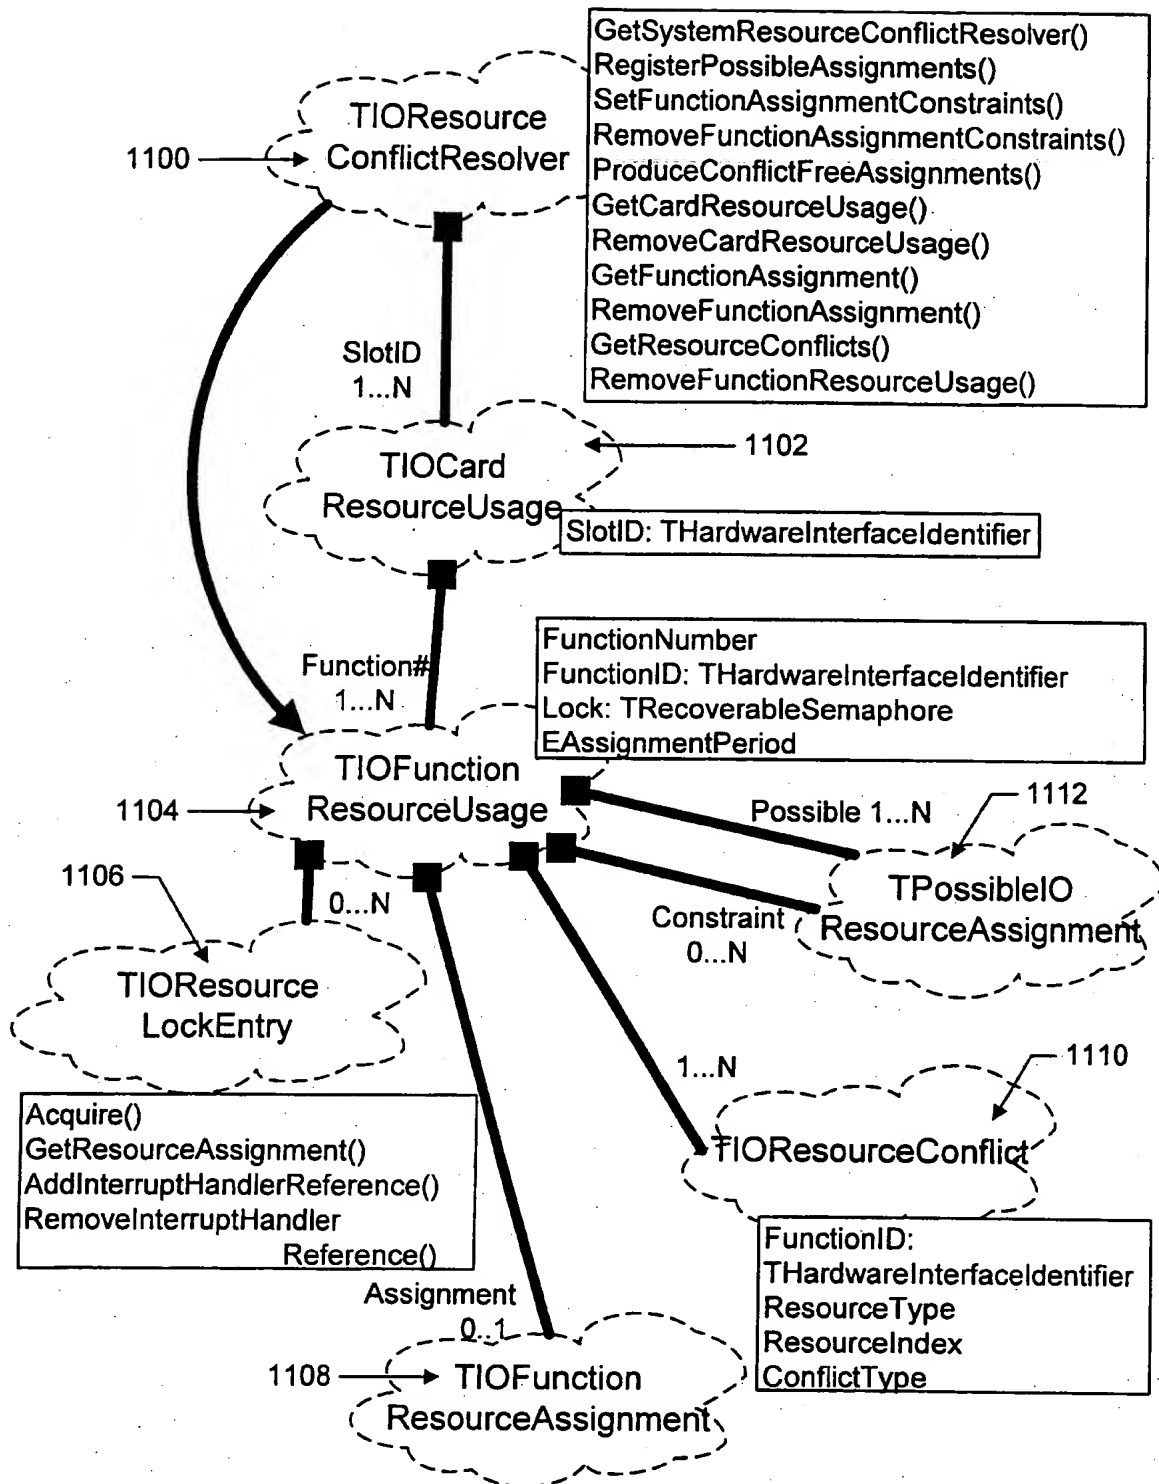 GetSystemResourceConflictResolver()
RegisterPossibleAssignments()
SetFunctionAssignmentConstraints()
RemoveFunctionAssignmentConstraints()
ProduceConflictFreeAssignments()
GetCardResourceUsage()
RemoveCardResourceUsage()
GetFunctionAssignment()
RemoveFunctionAssignment()
GetResourceConflicts()
RemoveFunctionResourceUsage()
TIOResource
ConflictResolver
1100
SlotID
1...N
1102
TIOCard
ResourceUsage
SlotID: THardwareInterfaceIdentifier
Function#
1...N
FunctionNumber
FunctionID: THardwareInterfaceIdentifier
Lock: TRecoverableSemaphore
EAssignmentPeriod
TIOFunction
ResourceUsage
1104
Possible 1...N
1112
TPossibleIO
ResourceAssignment
Constraint
0...N
1106
0...N
TIOResource
LockEntry
Acquire()
GetResourceAssignment()
AddInterruptHandlerReference()
RemoveInterruptHandler
Reference()
1...N
1110
TIOResourceConflict
FunctionID:
THardwareInterfaceIdentifier
ResourceType
ResourceIndex
ConflictType
Assignment
0..1
1108
TIOFunction
ResourceAssignment